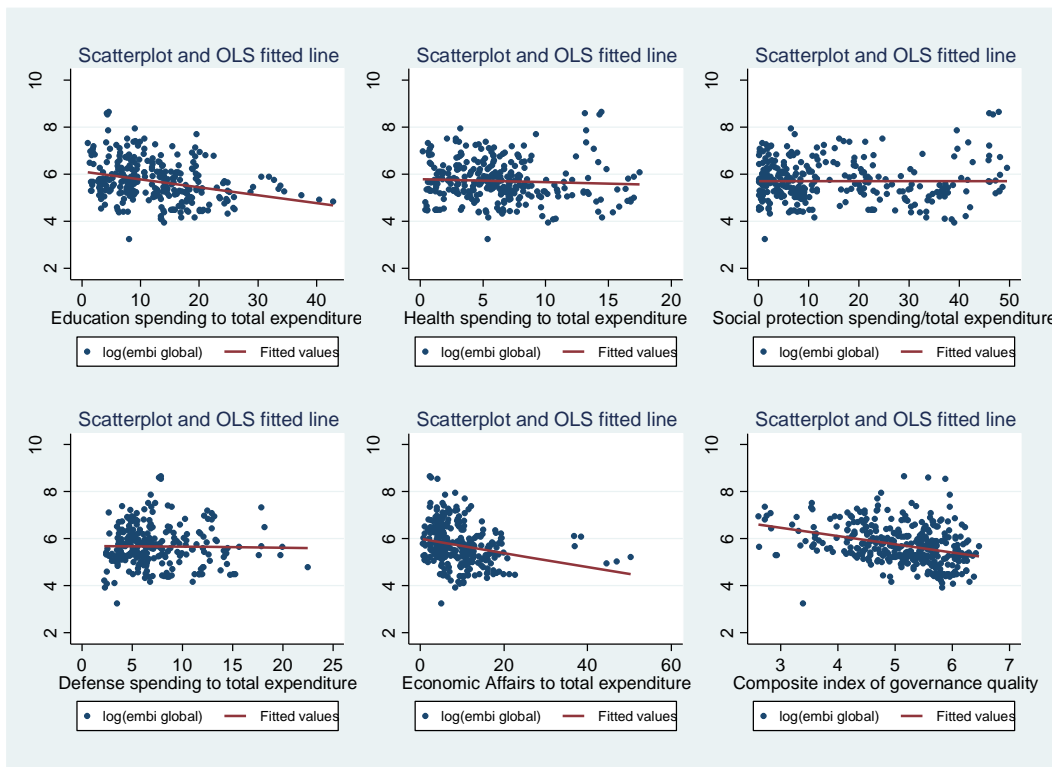 Scatterplot and OLS fitted line
10
8
6
4
2
0 10 20 30 40
Education spending to total expenditure
log(embi global) Fitted values
Scatterplot and OLS fitted line
10
8
6
4
2
0 5 10 15 20
Health spending to total expenditure
log(embi global) Fitted values
Scatterplot and OLS fitted line
10
8
6
4
2
0 10 20 30 40 50
Social protection spending/total expenditure
log(embi global) Fitted values
Scatterplot and OLS fitted line
10
8
6
4
2
0 5 10 15 20 25
Defense spending to total expenditure
log(embi global) Fitted values
Scatterplot and OLS fitted line
10
8
6
4
2
0 20 40 60
Economic Affairs to total expenditure
log(embi global) Fitted values
Scatterplot and OLS fitted line
10
8
6
4
2
3 4 5 6 7
Composite index of governance quality
log(embi global) Fitted values